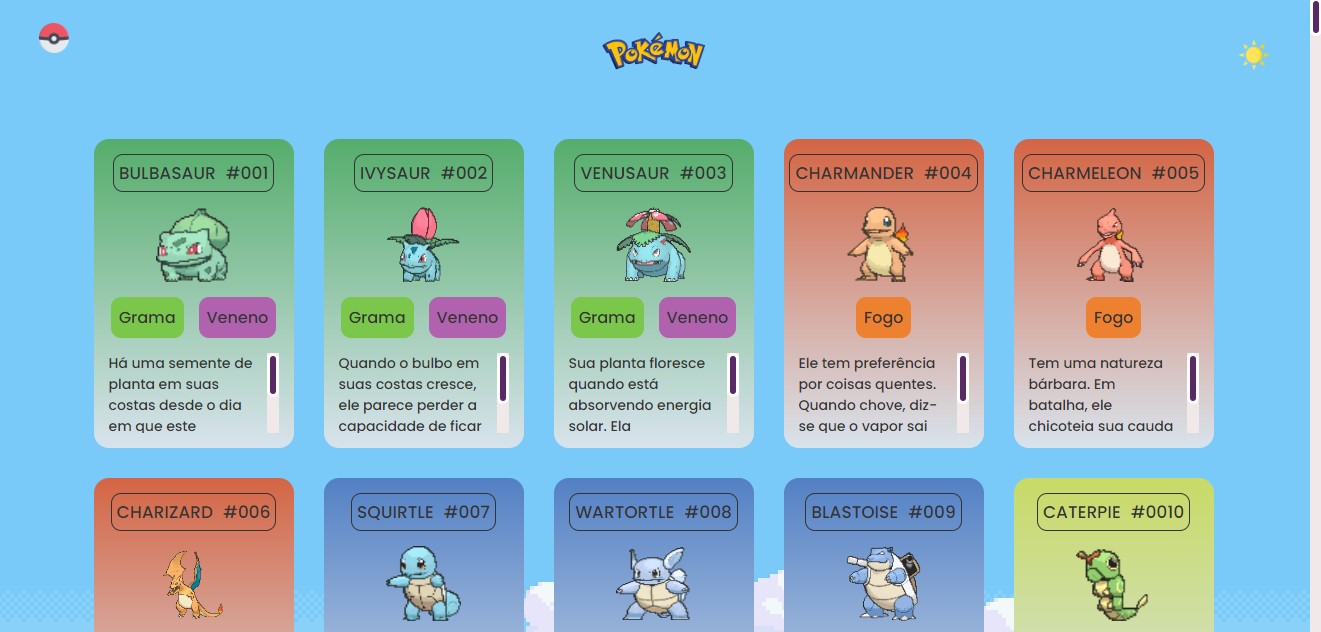 POKéMON
BULBASAUR #001
IVYSAUR #002
VENUSAUR #003
CHARMANDER #004
CHARMELEON #005
Grama Veneno
Grama Veneno
Grama Veneno
Fogo
Fogo
Há uma semente de
planta em suas
costas desde o dia
em que este
Quando o bulbo em
suas costas cresce,
ele parece perder a
capacidade de ficar
Sua planta floresce
quando está
absorvendo energia
solar. Ela
Ele tem preferência
por coisas quentes.
Quando chove, diz-
se que o vapor sai
Tem uma natureza
bárbara. Em
batalha, ele
chicoteia sua cauda
CHARIZARD #006
SQUIRTLE #007
WARTORTLE #008
BLASTOISE #009
CATERPIE #0010